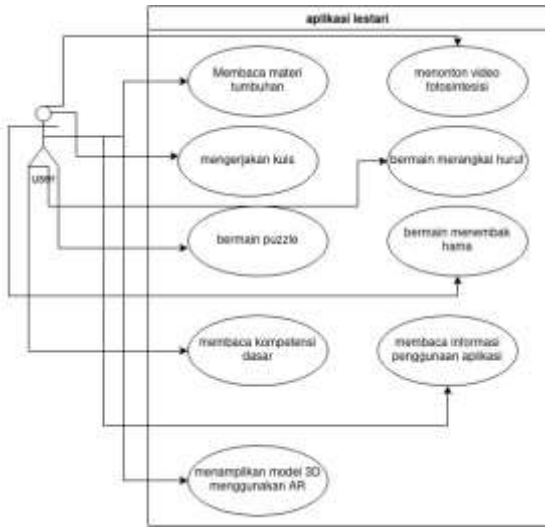 aplikasi lestari
Membaca materi
tumbuhan
menonton video
fotosintesisi
mengerjakan kuis
bermain merangkai huruf
user
bermain puzzle
bermain menembak
hama
membaca kompetensi
dasar
membaca informasi
penggunaan aplikasi
menampilkan model 3D
menggunakan AR